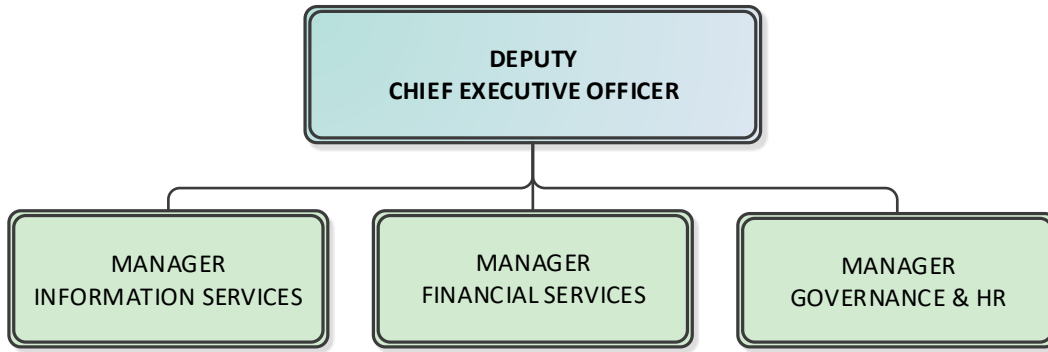 DEPUTY
CHIEF EXECUTIVE OFFICER
MANAGER
INFORMATION SERVICES
MANAGER
FINANCIAL SERVICES
MANAGER
GOVERNANCE & HR